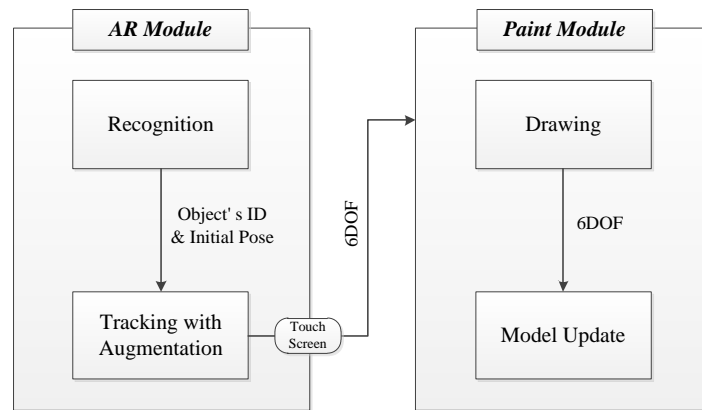 AR Module
Recognition
Object' s ID
& Initial Pose
Tracking with
Augmentation
Touch
Screen
6DOF
Paint Module
Drawing
6DOF
Model Update